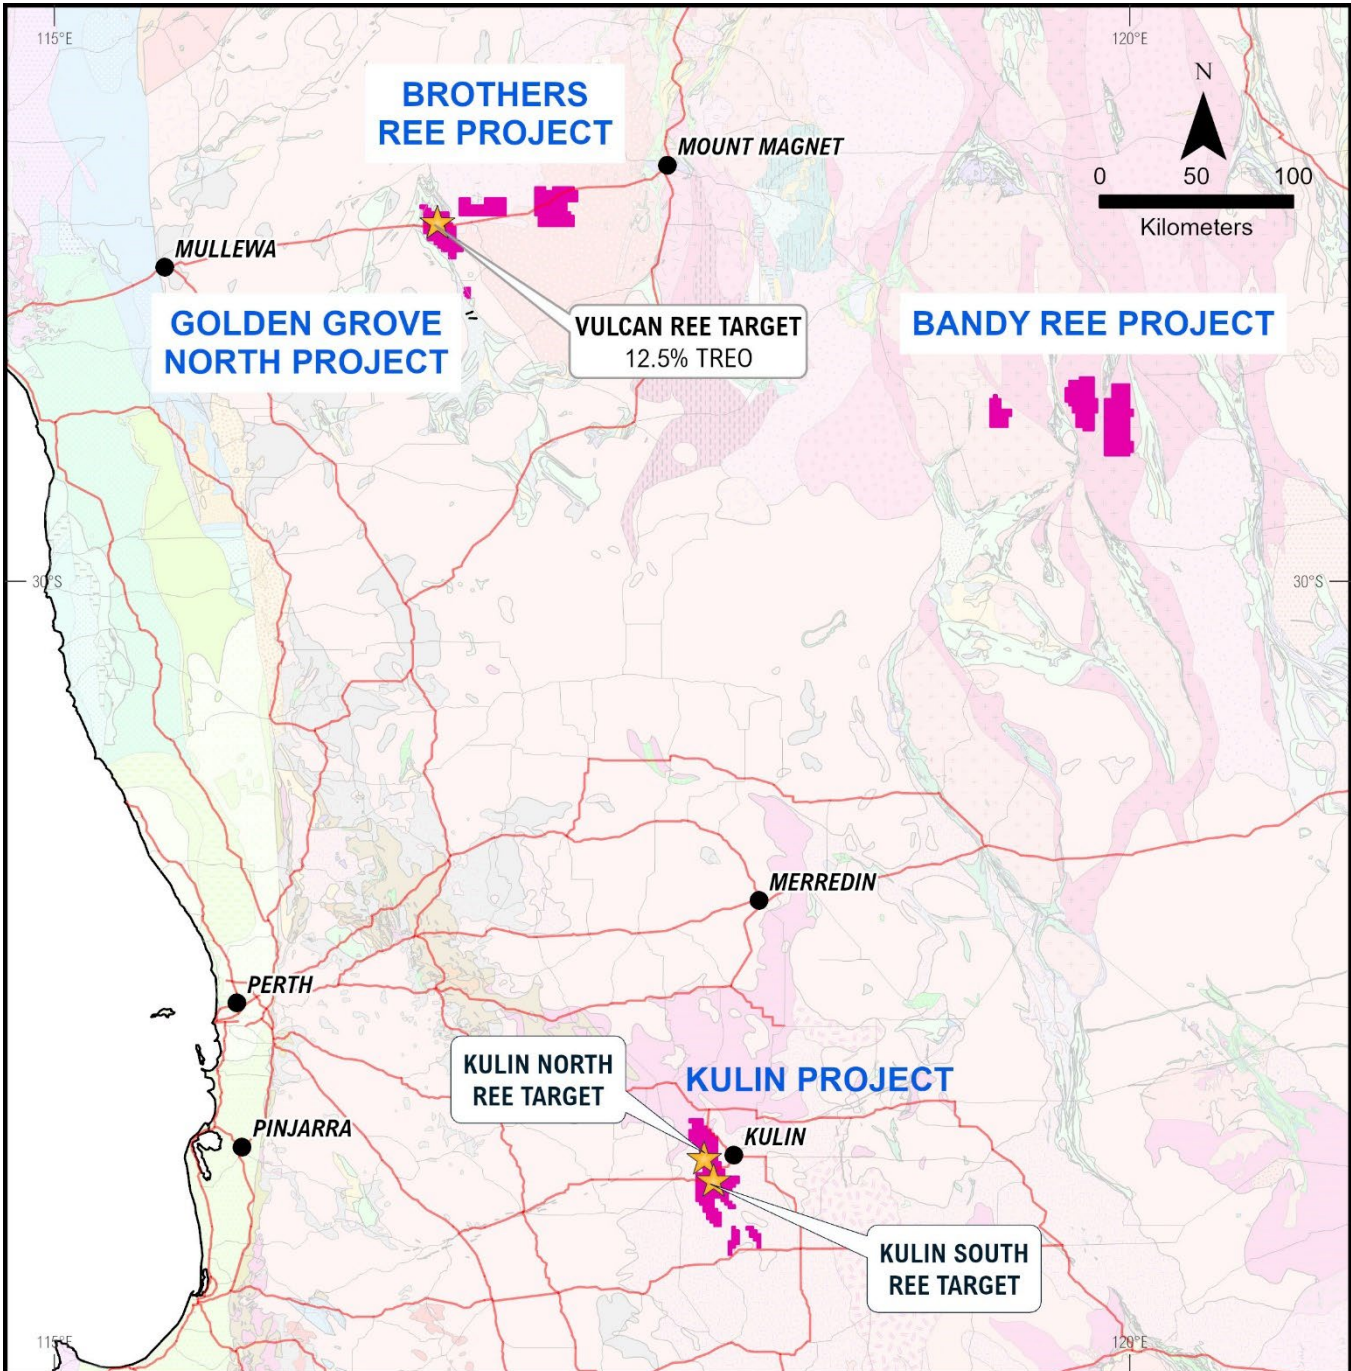 115°E
120°E
N
0 50 100
Kilometers
BROTHERS
REE PROJECT
MOUNT MAGNET
MULLEWA
GOLDEN GROVE
NORTH PROJECT
VULCAN REE TARGET
12.5% TREO
BANDY REE PROJECT
30°S
30°S
MERREDIN
PERTH
KULIN NORTH
REE TARGET
KULIN PROJECT
PINJARRA
KULIN
KULIN SOUTH
REE TARGET
115°E
120°E